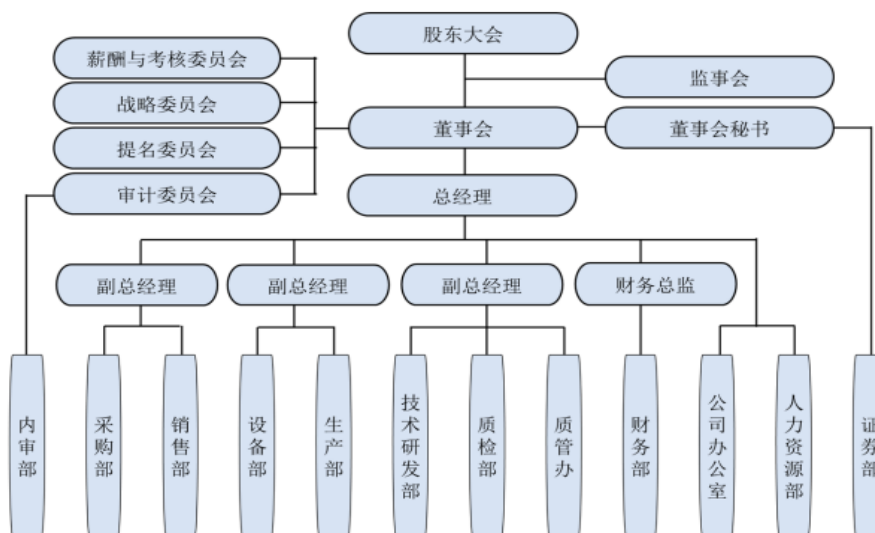 股东大会
薪酬与考核委员会
监事会
战略委员会
董事会
董事会秘书
提名委员会
审计委员会
总经理
副总经理
副总经理
副总经理
财务总监
内审部
采购部
销售部
设备部
生产部
技术研发部
质检部
质管办
财务部
公司办公室
人力资源部
证券部